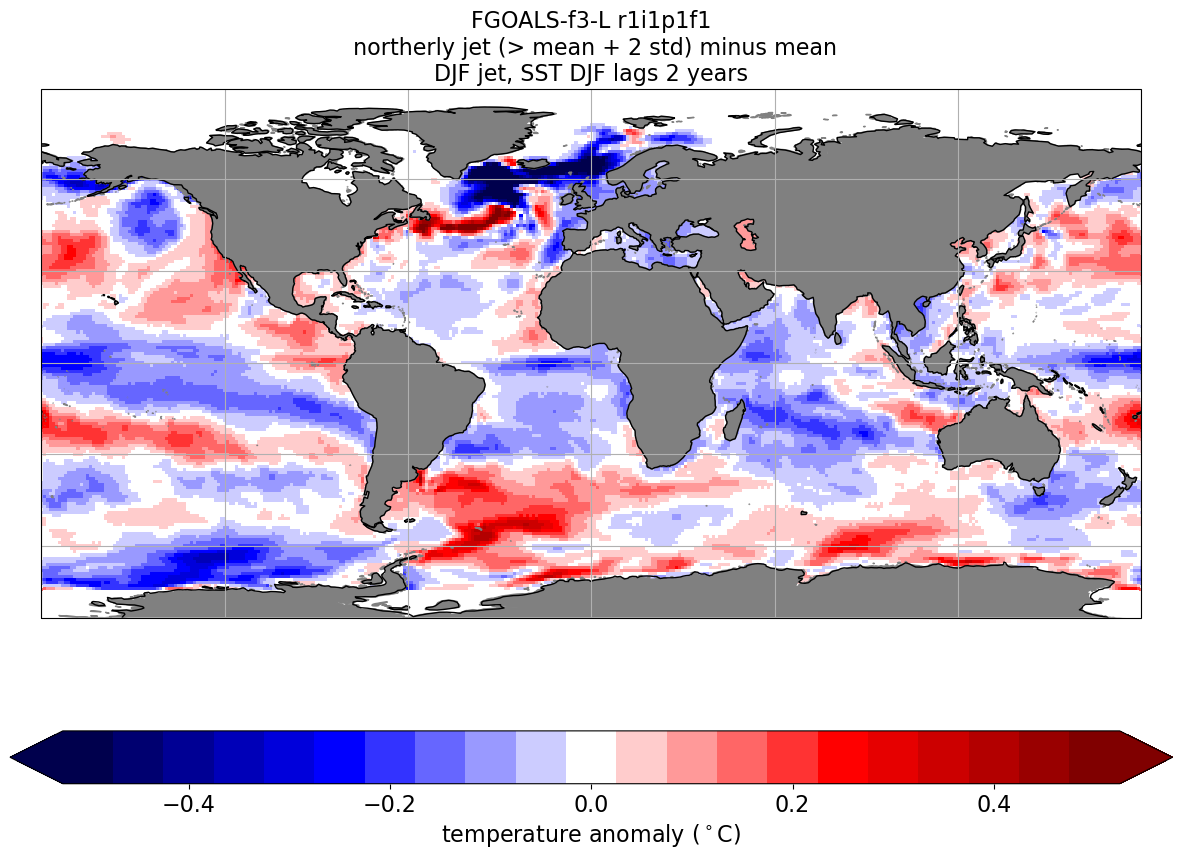 FGOALS-f3-L r1i1p1f1
northerly jet (> mean + 2 std) minus mean
DJF jet, SST DJF lags 2 years
−0.4 −0.2 0.0 0.2 0.4
temperature anomaly (∘C)